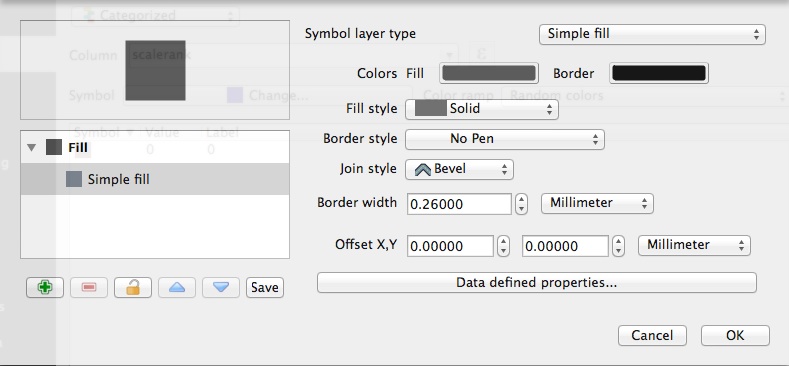 Categorized
Symbol layer type Simple fill
Column scalerank ε
Colors Fill Border
Symbol Change... Color ramp Random colors
Fill style Solid
Symbol Value Label
Border style No Pen
Fill
0 0
Join style Bevel
Simple fill
Border width 0.26000 Millimeter
Offset X,Y 0.00000 0.00000 Millimeter
Save
Data defined properties...
Cancel OK